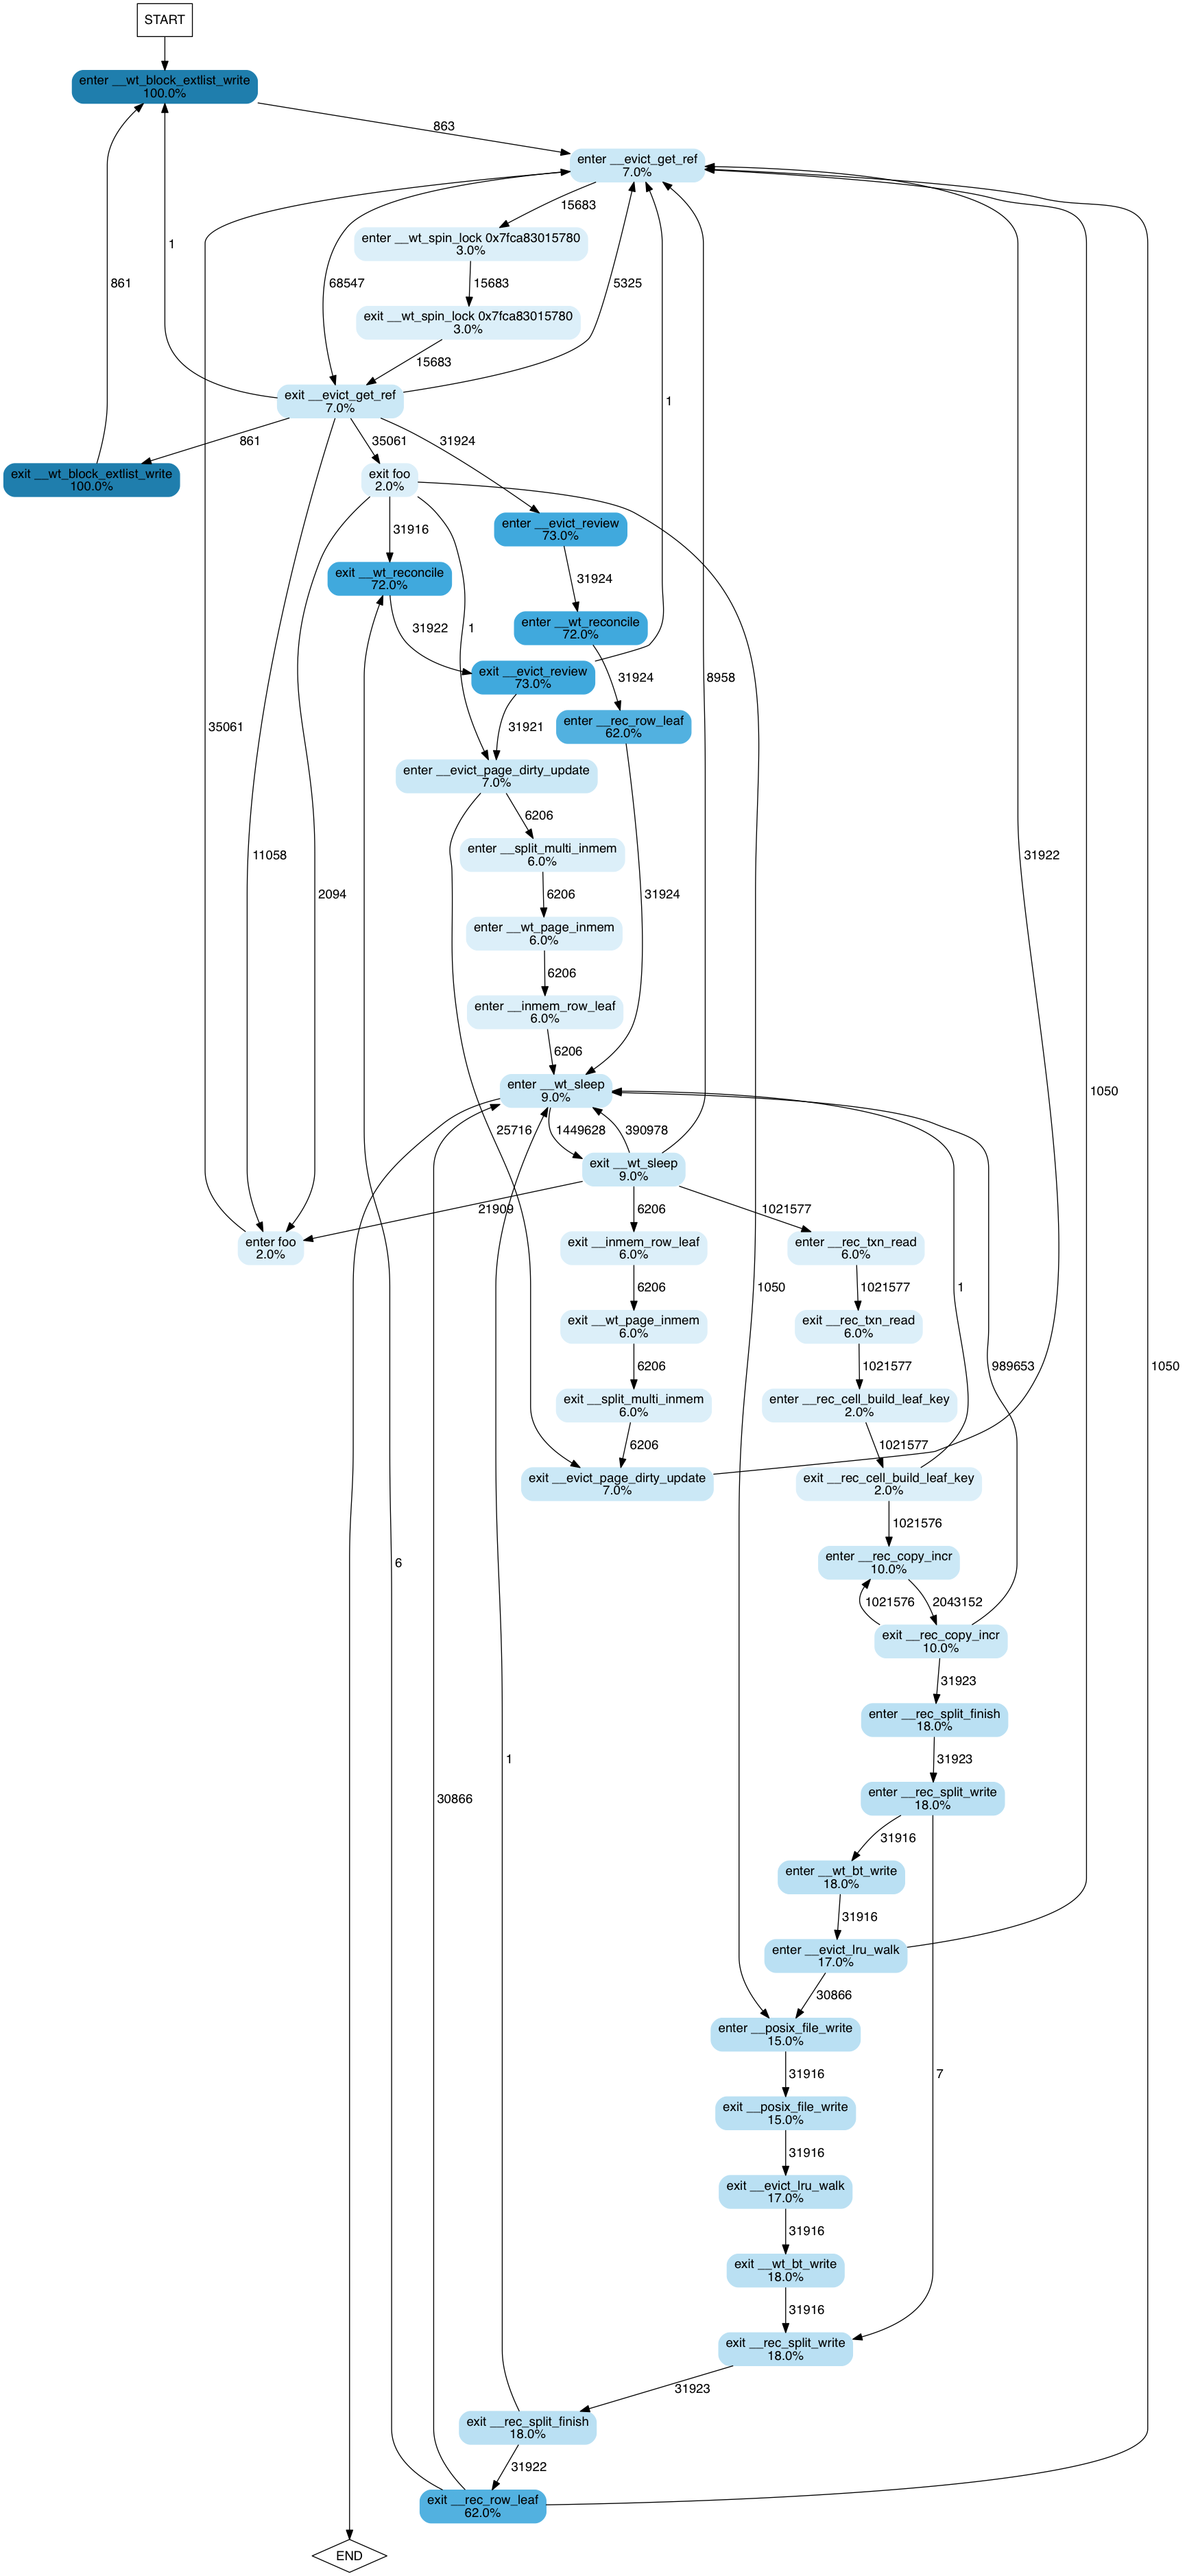 START
enter __wt_block_extlist_write
100.0%
863
enter __evict_get_ref
7.0%
15683
enter __wt_spin_lock 0x7fca83015780
3.0%
1
861
68547
15683
5325
exit __wt_spin_lock 0x7fca83015780
3.0%
15683
exit __evict_get_ref
7.0%
1
861
35061
31924
exit __wt_block_extlist_write
100.0%
exit foo
2.0%
enter __evict_review
73.0%
31916
exit __wt_reconcile
72.0%
31924
31922
1
enter __wt_reconcile
72.0%
exit __evict_review
73.0%
31924
8958
enter __rec_row_leaf
62.0%
35061
31921
enter __evict_page_dirty_update
7.0%
6206
11058
2094
enter __split_multi_inmem
6.0%
31922
6206
31924
enter __wt_page_inmem
6.0%
6206
enter __inmem_row_leaf
6.0%
6206
enter __wt_sleep
9.0%
1050
25716
1449628
390978
exit __wt_sleep
9.0%
21909
6206
1021577
enter foo
2.0%
exit __inmem_row_leaf
6.0%
enter __rec_txn_read
6.0%
6206
1021577
1050
1
exit __wt_page_inmem
6.0%
exit __rec_txn_read
6.0%
6206
1021577
989653
1050
exit __split_multi_inmem
6.0%
enter __rec_cell_build_leaf_key
2.0%
6206
1021577
exit __evict_page_dirty_update
7.0%
exit __rec_cell_build_leaf_key
2.0%
1021576
6
enter __rec_copy_incr
10.0%
1021576
2043152
exit __rec_copy_incr
10.0%
31923
enter __rec_split_finish
18.0%
1
31923
30866
enter __rec_split_write
18.0%
31916
enter __wt_bt_write
18.0%
31916
enter __evict_lru_walk
17.0%
30866
enter __posix_file_write
15.0%
31916
7
exit __posix_file_write
15.0%
31916
exit __evict_lru_walk
17.0%
31916
exit __wt_bt_write
18.0%
31916
exit __rec_split_write
18.0%
31923
exit __rec_split_finish
18.0%
31922
exit __rec_row_leaf
62.0%
END